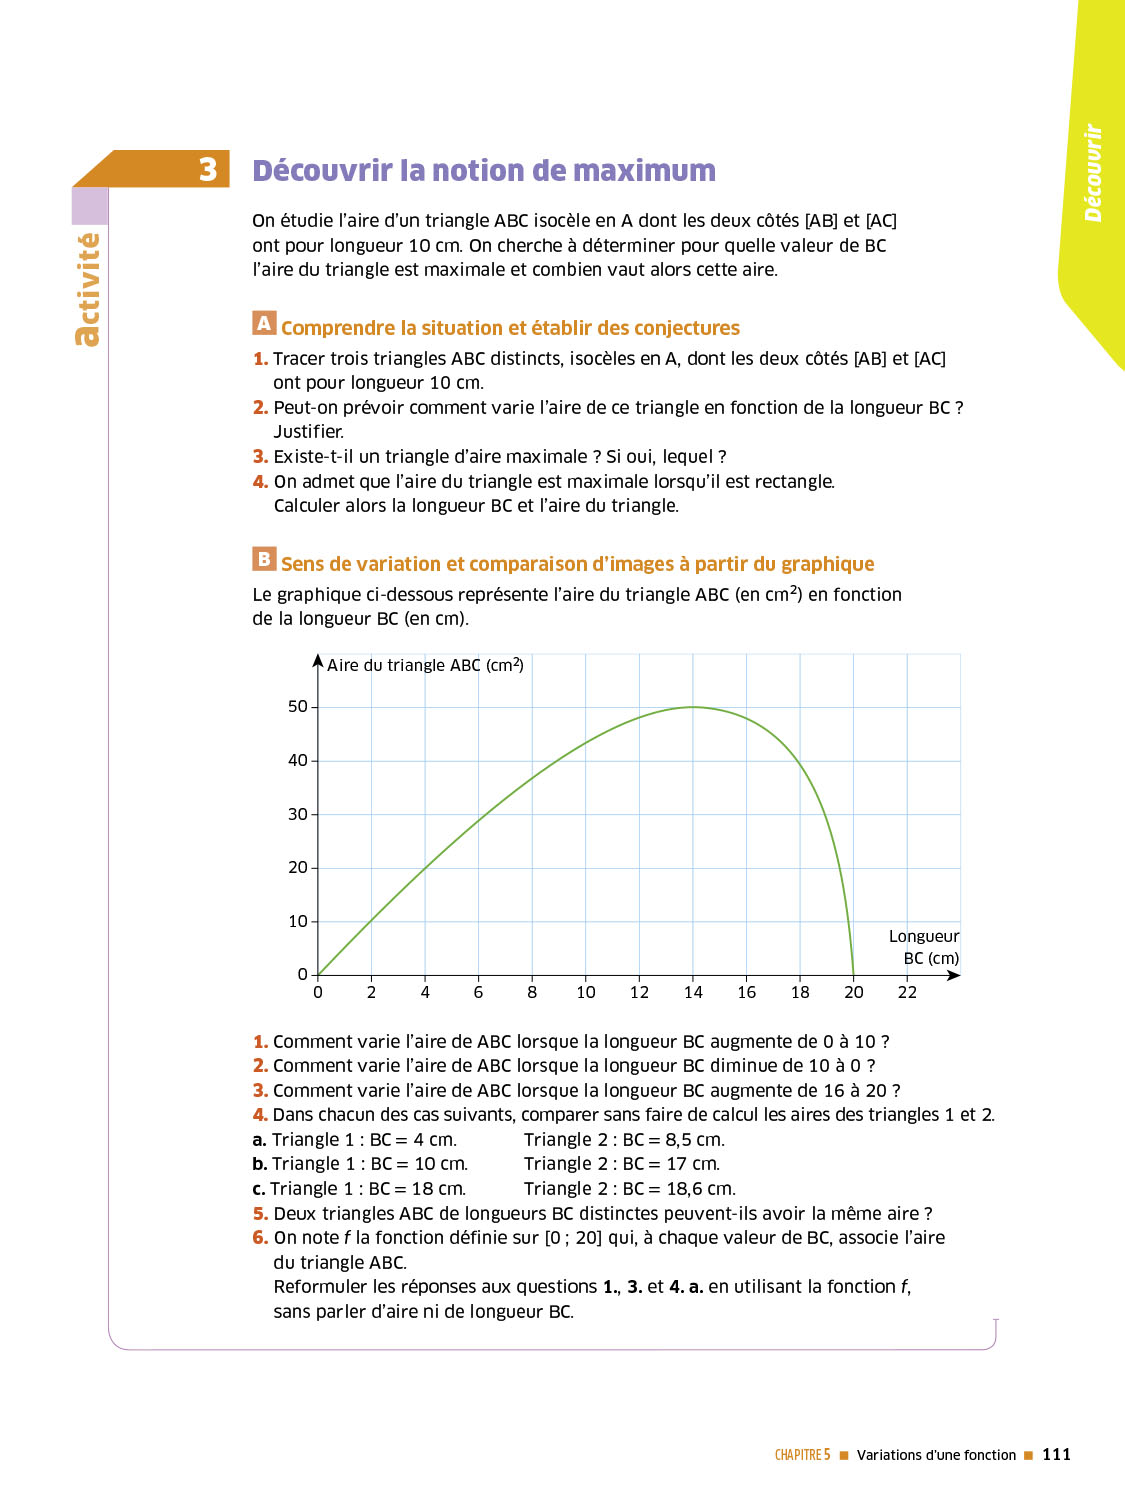 Découvrir
activité
3 Découvrir la notion de maximum
On étudie l'aire d'un triangle ABC isocèle en A dont les deux côtés [AB] et [AC]
ont pour longueur 10 cm. On cherche à déterminer pour quelle valeur de BC
l'aire du triangle est maximale et combien vaut alors cette aire.
A Comprendre la situation et établir des conjectures
1. Tracer trois triangles ABC distincts, isocèles en A, dont les deux côtés [AB] et [AC]
ont pour longueur 10 cm.
2. Peut-on prévoir comment varie l'aire de ce triangle en fonction de la longueur BC ?
Justifier.
3. Existe-t-il un triangle d'aire maximale ? Si oui, lequel ?
4. On admet que l'aire du triangle est maximale lorsqu'il est rectangle.
Calculer alors la longueur BC et l'aire du triangle.
B Sens de variation et comparaison d'images à partir du graphique
Le graphique ci-dessous représente l'aire du triangle ABC (en cm²) en fonction
de la longueur BC (en cm).
Aire du triangle ABC (cm²)
50
40
30
20
10
0
Longueur
BC (cm)
0 2 4 6 8 10 12 14 16 18 20 22
1. Comment varie l'aire de ABC lorsque la longueur BC augmente de 0 à 10 ?
2. Comment varie l'aire de ABC lorsque la longueur BC diminue de 10 à 0 ?
3. Comment varie l'aire de ABC lorsque la longueur BC augmente de 16 à 20 ?
4. Dans chacun des cas suivants, comparer sans faire de calcul les aires des triangles 1 et 2.
a. Triangle 1 : BC = 4 cm. Triangle 2 : BC = 8,5 cm.
b. Triangle 1 : BC = 10 cm. Triangle 2 : BC = 17 cm.
c. Triangle 1 : BC = 18 cm. Triangle 2 : BC = 18,6 cm.
5. Deux triangles ABC de longueurs BC distinctes peuvent-ils avoir la même aire ?
6. On note f la fonction définie sur [0 ; 20] qui, à chaque valeur de BC, associe l'aire
du triangle ABC.
Reformuler les réponses aux questions 1., 3. et 4. a. en utilisant la fonction f,
sans parler d'aire ni de longueur BC.
CHAPITRE 5 ■ Variations d'une fonction ■ 111